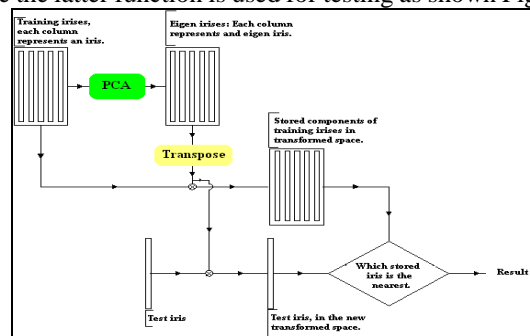 e the latter function is used for testing as shown Fig
Training irises,
each column
represents an iris.
Eigen irises: Each column
represents and eigen iris.
PCA
Stored components of
training irises in
transformed space.
Transpose
Which stored
iris is the
nearest.
Result
Test iris
Test iris, in the new
transformed space.